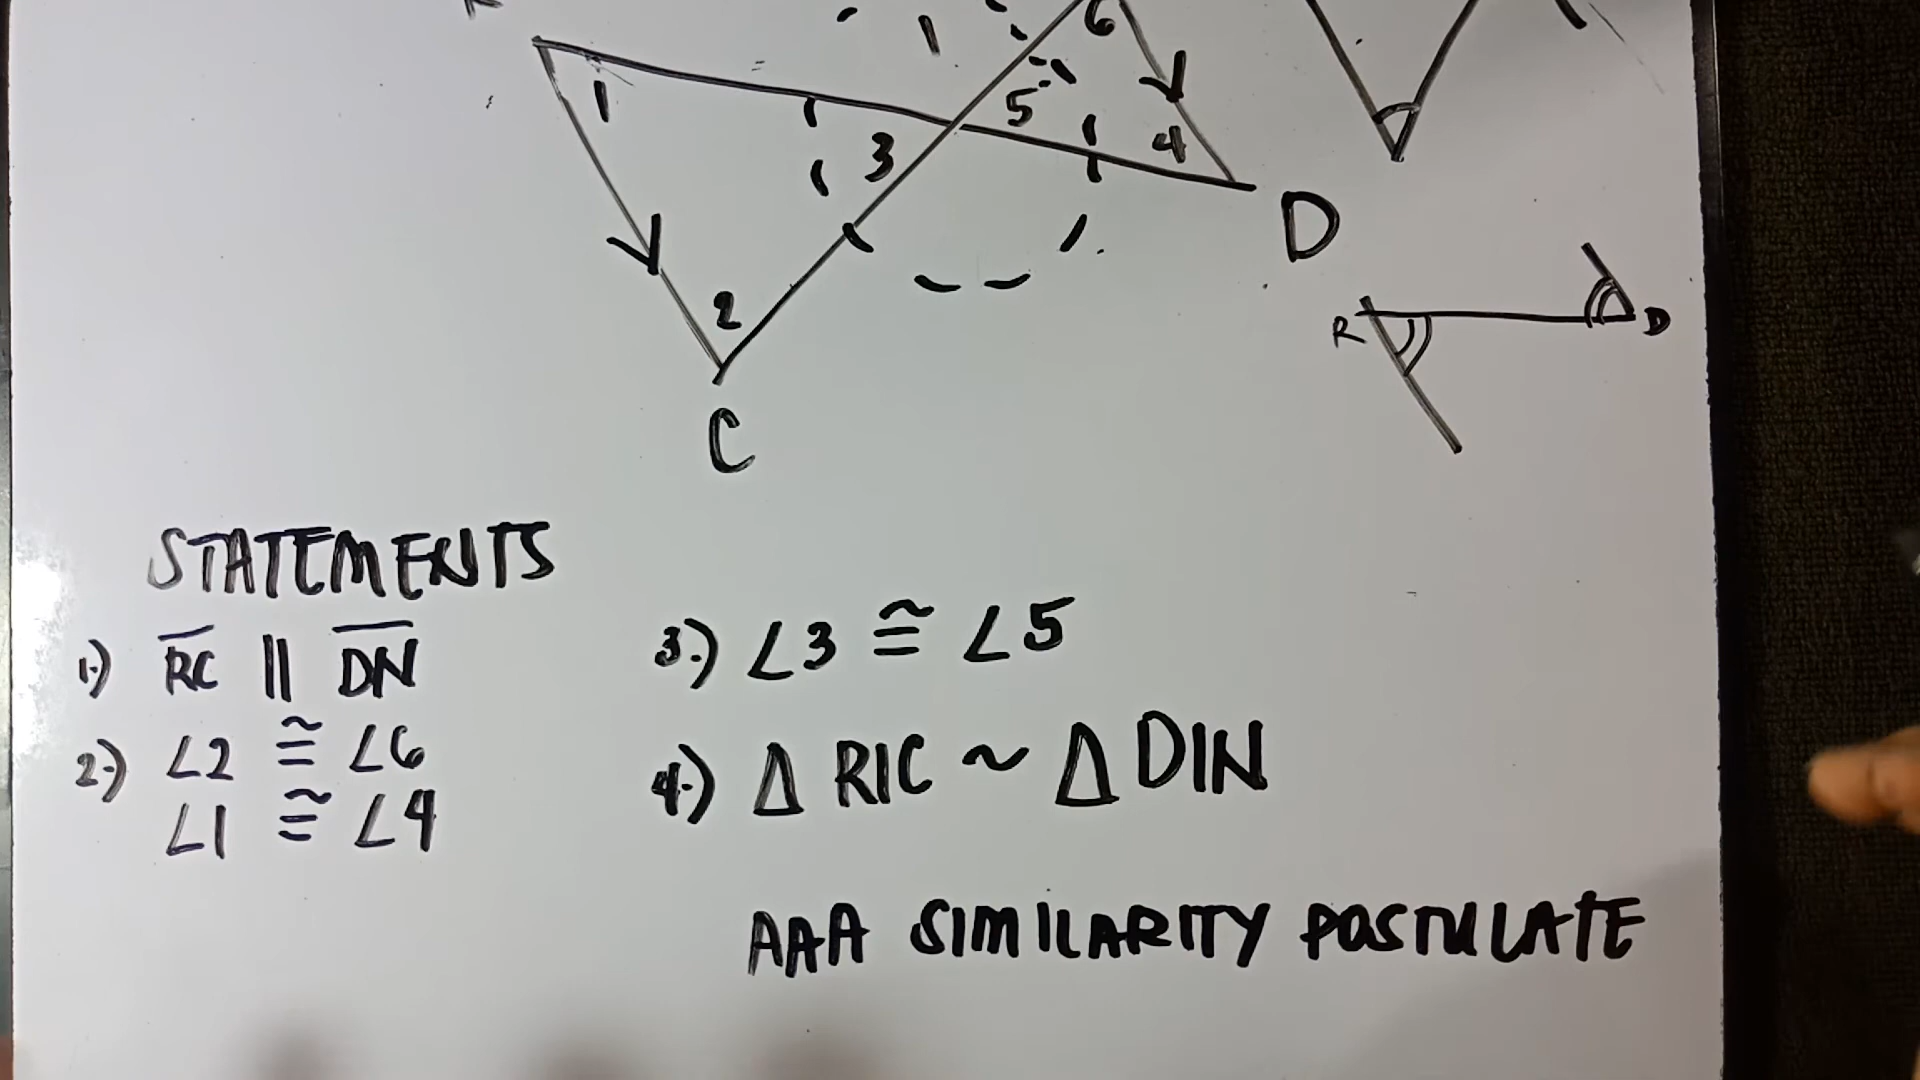 6
1
5
4
3
D
2
R
D
C
STATEMENTS
1.) RC || DN
2.) ∠2 ≅ ∠6
∠1 ≅ ∠4
3.) ∠3 ≅ ∠5
4.) Δ RIC ~ Δ DIN
AAA SIMILARITY POSTULATE